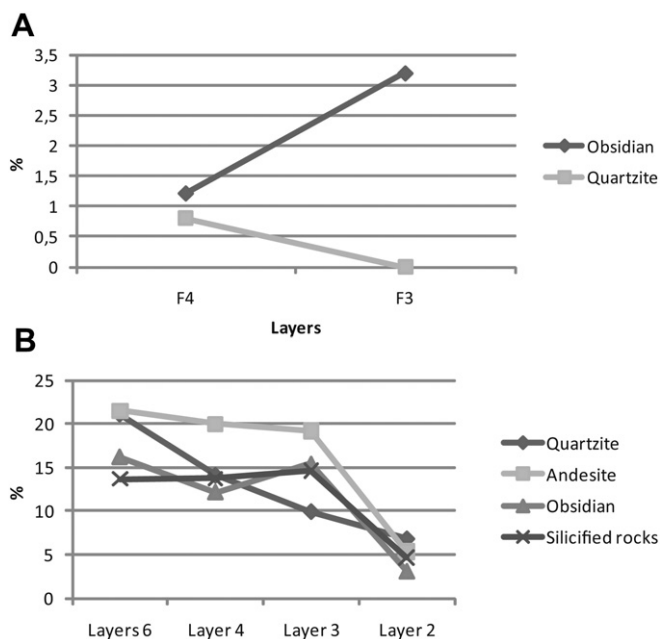 A
3,5
3
2,5
2
1,5
1
0,5
0
%
F4 F3
Layers
Obsidian
Quartzite
B
25
20
15
10
5
0
%
Layers 6 Layer 4 Layer 3 Layer 2
Quartzite
Andesite
Obsidian
Silicified rocks